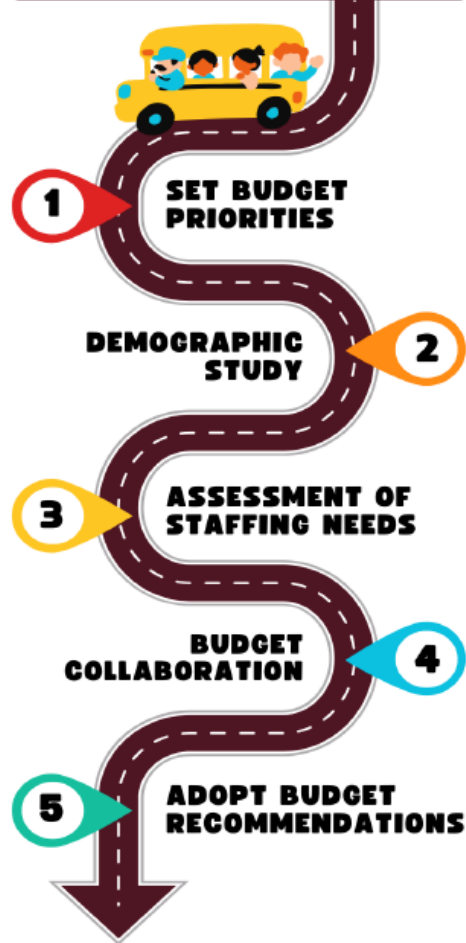 1
SET BUDGET
PRIORITIES
DEMOGRAPHIC
STUDY
2
3
ASSESSMENT OF
STAFFING NEEDS
BUDGET
COLLABORATION
4
5
ADOPT BUDGET
RECOMMENDATIONS